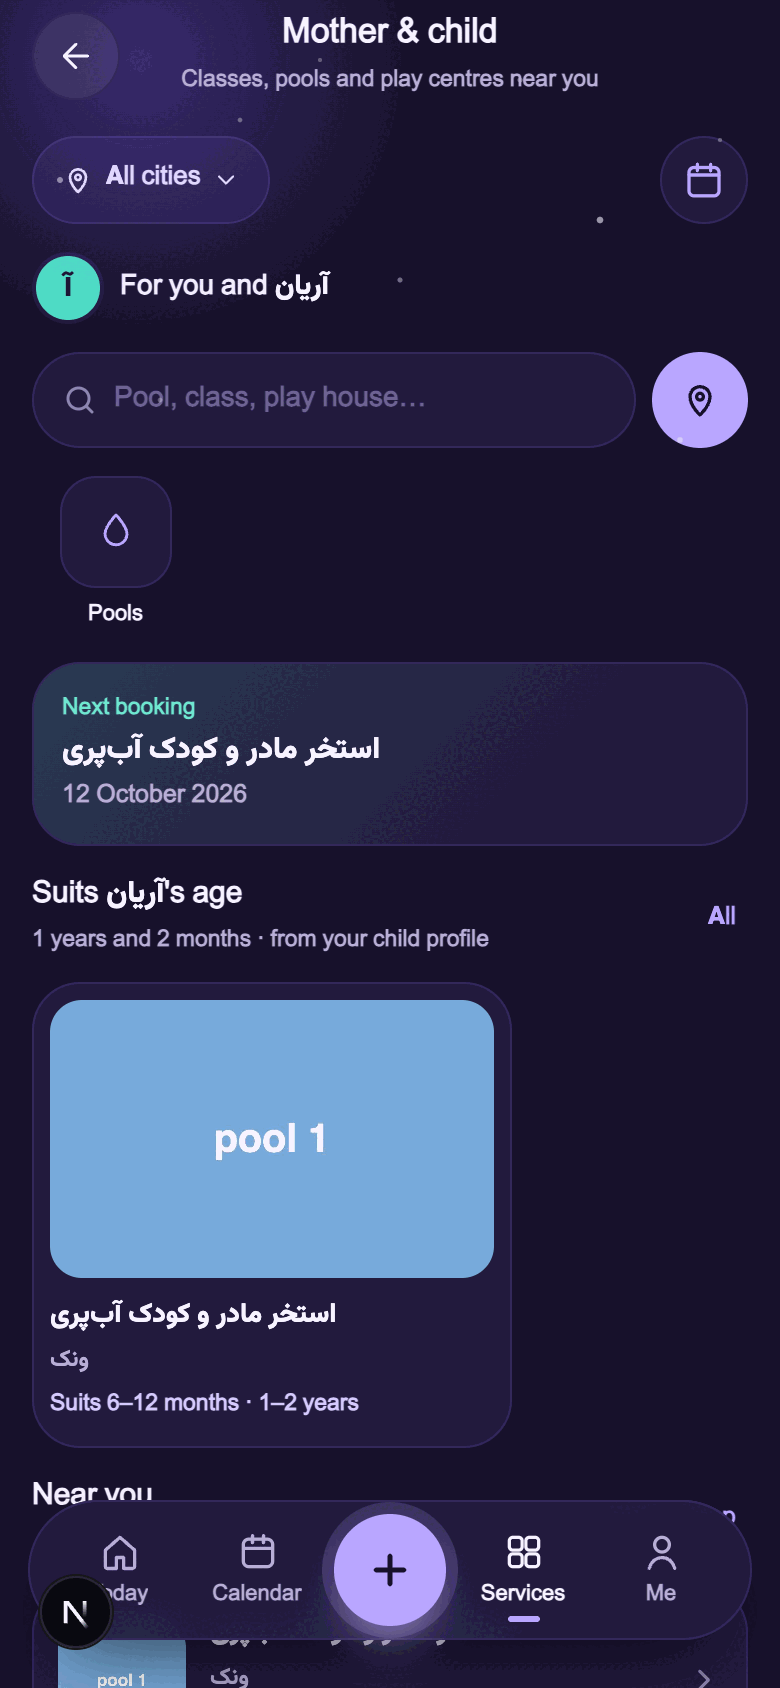 Mother & child
Classes, pools and play centres near you
All cities
آ
For you and آریان
Pool, class, play house...
Pools
Next booking
استخر مادر و کودک آب‌پری
12 October 2026
Suits آریان's age
All
1 years and 2 months · from your child profile
pool 1
استخر مادر و کودک آب‌پری
ونک
Suits 6–12 months · 1–2 years
Near you
Calendar
Services
Me
N
ونک
pool 1